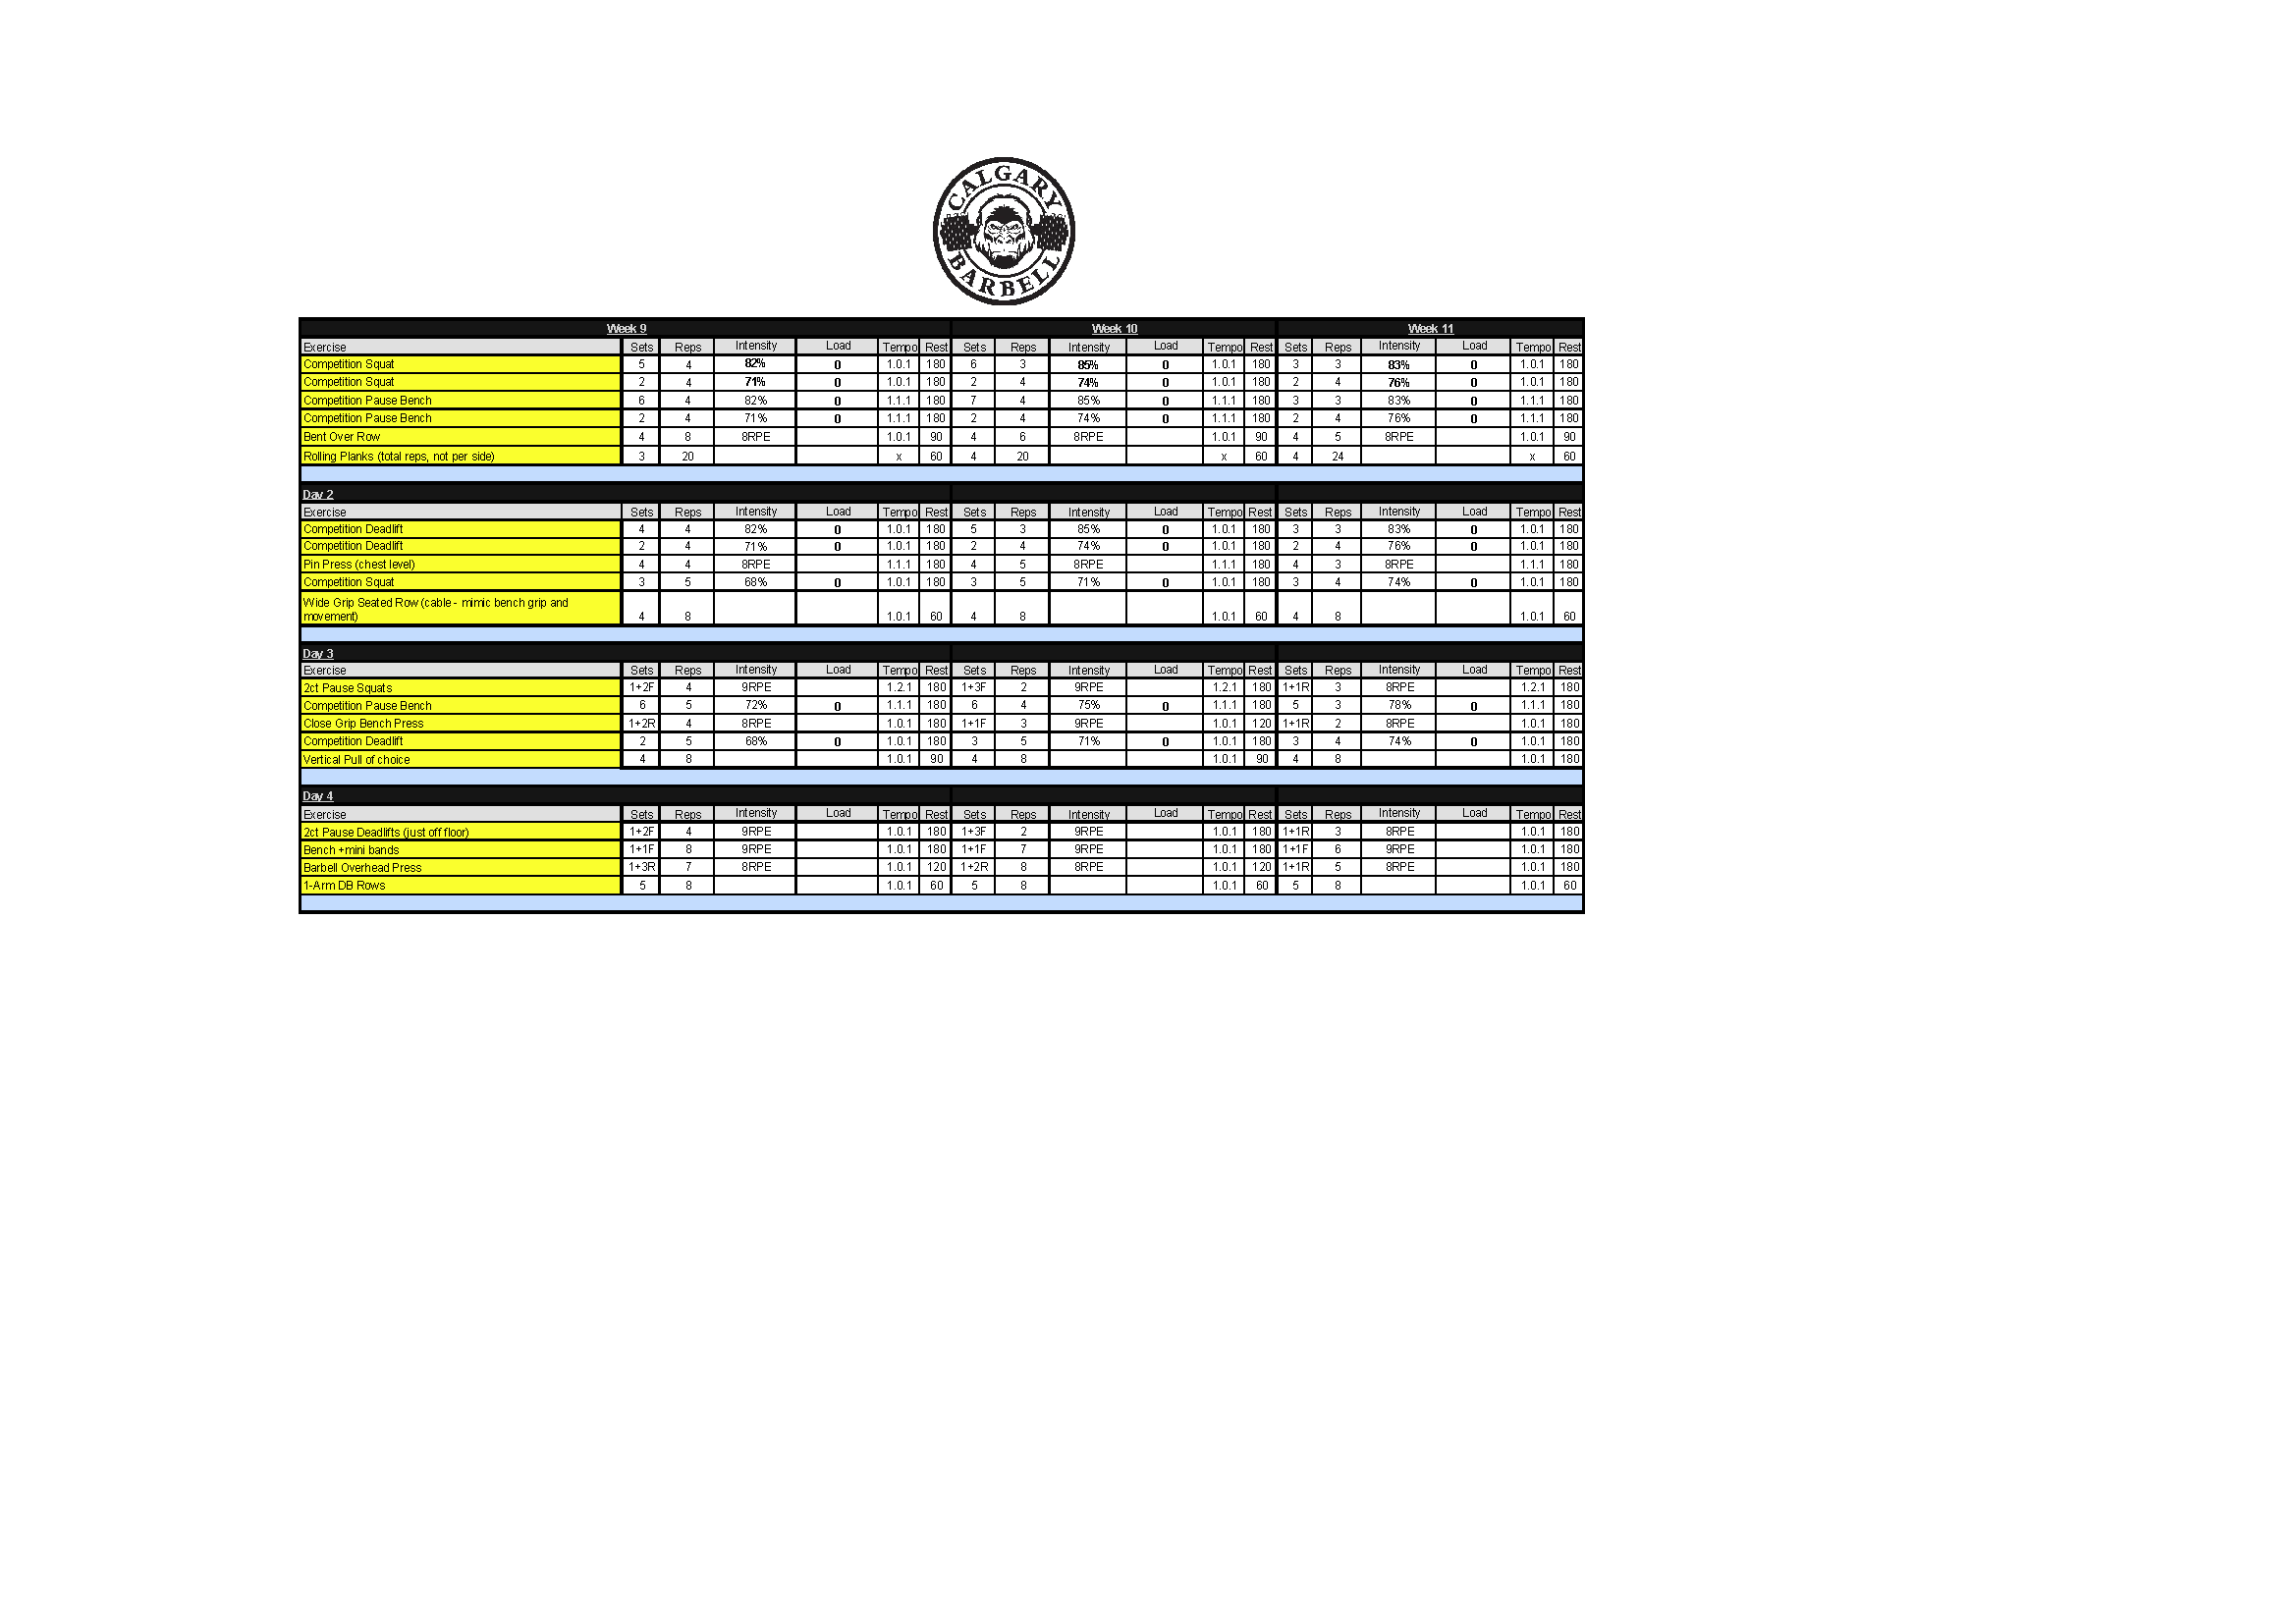 CALGARY
BARBELL
Week 9 Week 10 Week 11
Exercise Sets Reps Intensity Load Tempo Rest Sets Reps Intensity Load Tempo Rest Sets Reps Intensity Load Tempo Rest
Competition Squat 5 4 82% 0 1.0.1 180 6 3 85% 0 1.0.1 180 3 3 83% 0 1.0.1 180
Competition Squat 2 4 71% 0 1.0.1 180 2 4 74% 0 1.0.1 180 2 4 76% 0 1.0.1 180
Competition Pause Bench 6 4 82% 0 1.1.1 180 7 4 85% 0 1.1.1 180 3 3 83% 0 1.1.1 180
Competition Pause Bench 2 4 71% 0 1.1.1 180 2 4 74% 0 1.1.1 180 2 4 76% 0 1.1.1 180
Bent Over Row 4 8 8RPE 1.0.1 90 4 6 8RPE 1.0.1 90 4 5 8RPE 1.0.1 90
Rolling Planks (total reps, not per side) 3 20 x 60 4 20 x 60 4 24 x 60
Day 2
Exercise Sets Reps Intensity Load Tempo Rest Sets Reps Intensity Load Tempo Rest Sets Reps Intensity Load Tempo Rest
Competition Deadlift 4 4 82% 0 1.0.1 180 5 3 85% 0 1.0.1 180 3 3 83% 0 1.0.1 180
Competition Deadlift 2 4 71% 0 1.0.1 180 2 4 74% 0 1.0.1 180 2 4 76% 0 1.0.1 180
Pin Press (chest level) 4 4 8RPE 1.1.1 180 4 5 8RPE 1.1.1 180 4 3 8RPE 1.1.1 180
Competition Squat 3 5 68% 0 1.0.1 180 3 5 71% 0 1.0.1 180 3 4 74% 0 1.0.1 180
Wide Grip Seated Row (cable - mimic bench grip and
movement) 4 8 1.0.1 60 4 8 1.0.1 60 4 8 1.0.1 60
Day 3
Exercise Sets Reps Intensity Load Tempo Rest Sets Reps Intensity Load Tempo Rest Sets Reps Intensity Load Tempo Rest
2ct Pause Squats 1+2F 4 9RPE 1.2.1 180 1+3F 2 9RPE 1.2.1 180 1+1R 3 8RPE 1.2.1 180
Competition Pause Bench 6 5 72% 0 1.1.1 180 6 4 75% 0 1.1.1 180 5 3 78% 0 1.1.1 180
Close Grip Bench Press 1+2R 4 8RPE 1.0.1 180 1+1F 3 9RPE 1.0.1 120 1+1R 2 8RPE 1.0.1 180
Competition Deadlift 2 5 68% 0 1.0.1 180 3 5 71% 0 1.0.1 180 3 4 74% 0 1.0.1 180
Vertical Pull of choice 4 8 1.0.1 90 4 8 1.0.1 90 4 8 1.0.1 180
Day 4
Exercise Sets Reps Intensity Load Tempo Rest Sets Reps Intensity Load Tempo Rest Sets Reps Intensity Load Tempo Rest
2ct Pause Deadlifts (just off floor) 1+2F 4 9RPE 1.0.1 180 1+3F 2 9RPE 1.0.1 180 1+1R 3 8RPE 1.0.1 180
Bench +mini bands 1+1F 8 9RPE 1.0.1 180 1+1F 7 9RPE 1.0.1 180 1+1F 6 9RPE 1.0.1 180
Barbell Overhead Press 1+3R 7 8RPE 1.0.1 120 1+2R 8 8RPE 1.0.1 120 1+1R 5 8RPE 1.0.1 180
1-Arm DB Rows 5 8 1.0.1 60 5 8 1.0.1 60 5 8 1.0.1 60